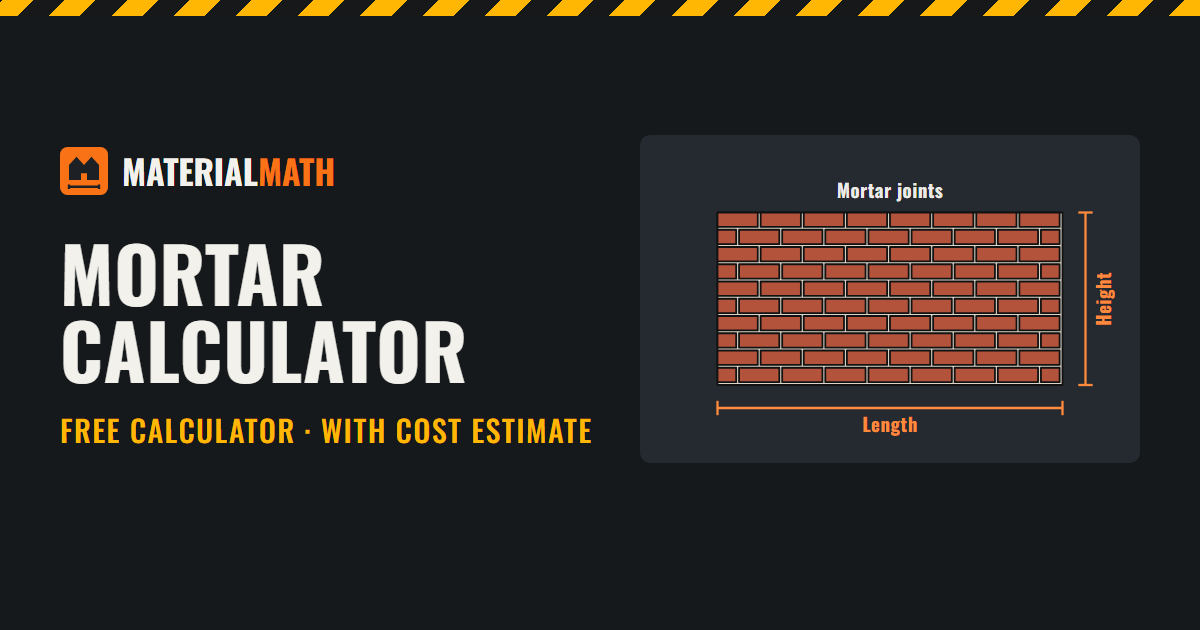 MATERIALMATH
MORTAR
CALCULATOR
FREE CALCULATOR · WITH COST ESTIMATE
Mortar joints
Height
Length